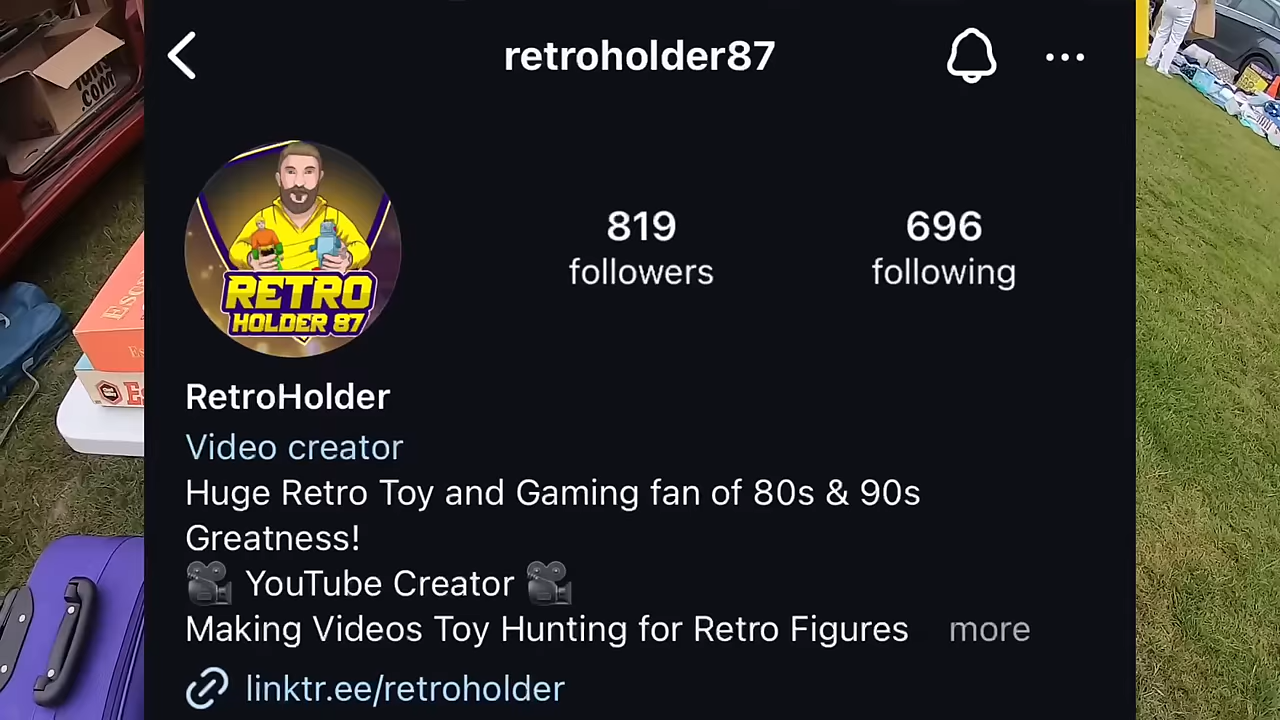 retroholder87
RETRO
HOLDER 87
819
followers
696
following
RetroHolder
Video creator
Huge Retro Toy and Gaming fan of 80s & 90s
Greatness!
YouTube Creator
Making Videos Toy Hunting for Retro Figures more
linktr.ee/retroholder
.com